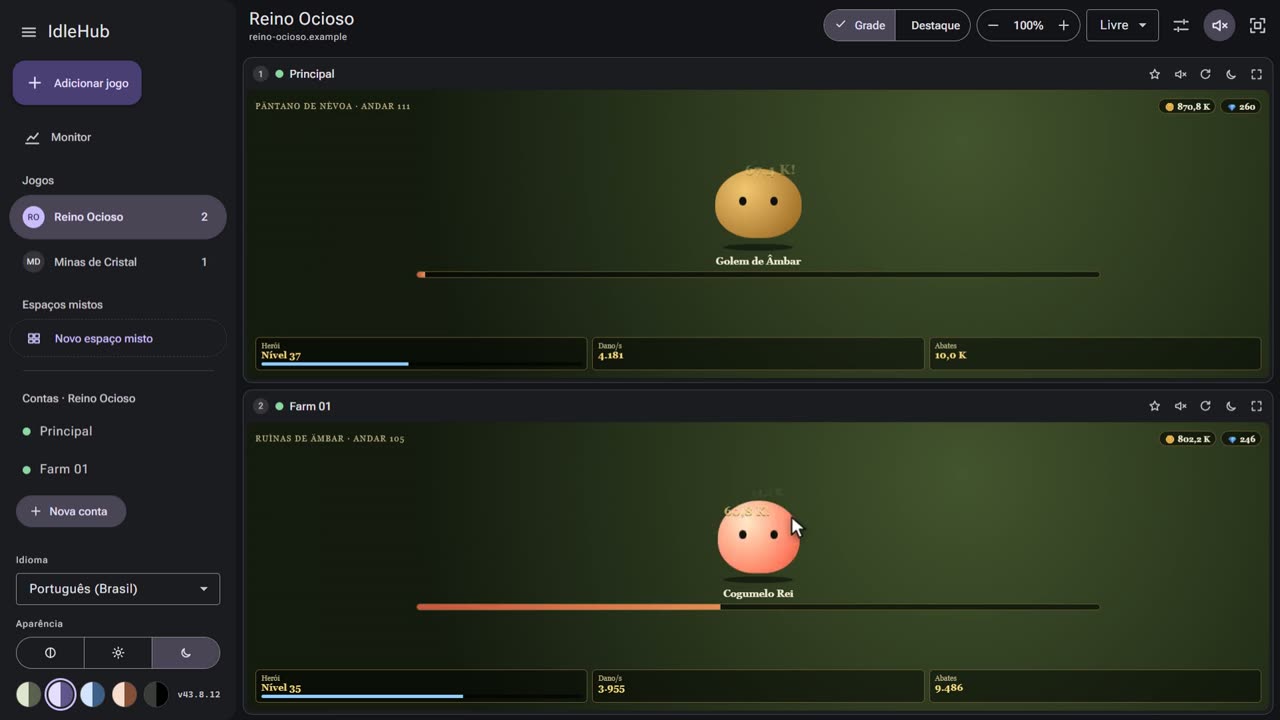 IdleHub
Adicionar jogo
Monitor
Jogos
RO Reino Ocioso 2
MD Minas de Cristal 1
Espaços mistos
Novo espaço misto
Contas · Reino Ocioso
Principal
Farm 01
Nova conta
Idioma
Português (Brasil)
Aparência
v43.8.12
Reino Ocioso
reino-ocioso.example
Grade Destaque 100% Livre
1 Principal
PÂNTANO DE NÉVOA · ANDAR 111
870,8 K 260
Golem de Âmbar
Herói
Nível 37
Dano/s
4.181
Abates
10,0 K
2 Farm 01
RUÍNAS DE ÂMBAR · ANDAR 105
802,2 K 246
Cogumelo Rei
Herói
Nível 35
Dano/s
3.955
Abates
9.486